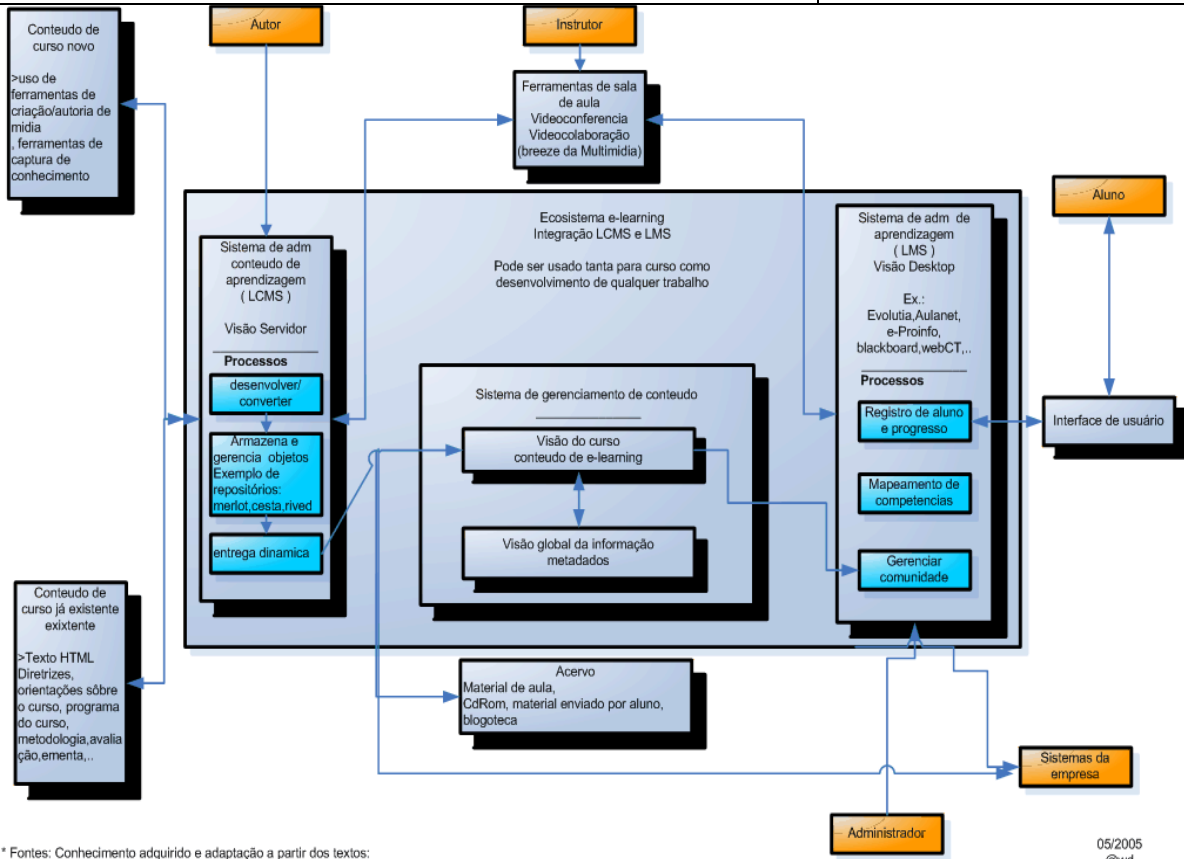 Conteudo de
curso novo
>uso de
ferramentas de
criação/autoria de
midia
, ferramentas de
captura de
conhecimento
Autor
Instrutor
Ferramentas de sala
de aula
Videoconferencia
Videocolaboração
(breeze da Multimidia)
Aluno
Ecosistema e-learning
Integração LCMS e LMS
Pode ser usado tanta para curso como
desenvolvimento de qualquer trabalho
Sistema de adm
conteudo de
aprendizagem
( LCMS )
Visão Servidor
Processos
desenvolver/
converter
Armazena e
gerencia objetos
Exemplo de
repositórios:
merlot,cesta,rived
entrega dinamica
Sistema de gerenciamento de conteudo
Visão do curso
conteudo de e-learning
Visão global da informação
metadados
Sistema de adm de
aprendizagem
( LMS )
Visão Desktop
Ex.:
Evolutia,Aulanet,
e-Proinfo,
blackboard,webCT,..
Processos
Registro de aluno
e progresso
Mapeamento de
competencias
Gerenciar
comunidade
Interface de usuário
Conteudo de
curso já existente
exixtente
>Texto HTML
Diretrizes,
orientações sôbre
o curso, programa
do curso,
metodologia,avalia
ção,ementa,..
Acervo
Material de aula,
CdRom, material enviado por aluno,
blogoteca
Sistemas da
empresa
Administrador
* Fontes: Conhecimento adquirido e adaptação a partir dos textos:
05/2005